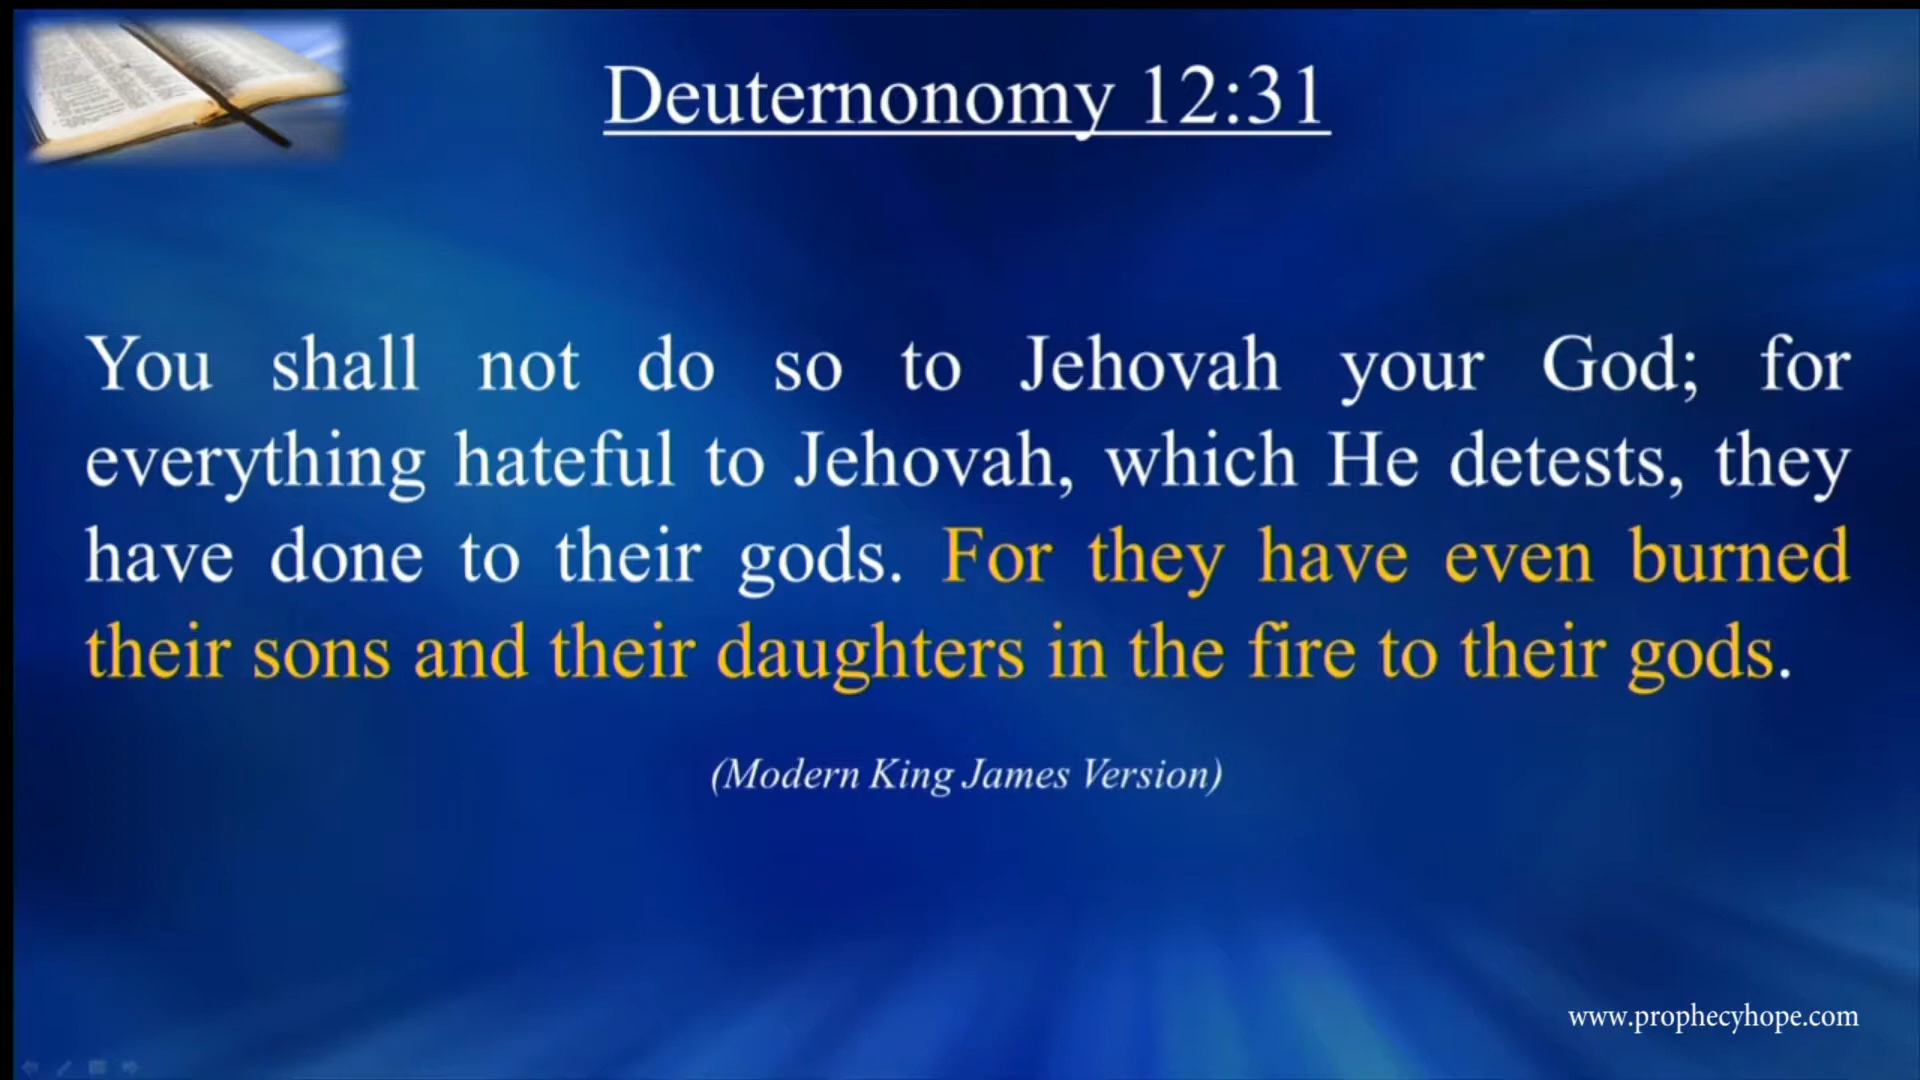 Deuternonomy 12:31
You shall not do so to Jehovah your God; for
everything hateful to Jehovah, which He detests, they
have done to their gods. For they have even burned
their sons and their daughters in the fire to their gods.
(Modern King James Version)
www.prophecyhope.com